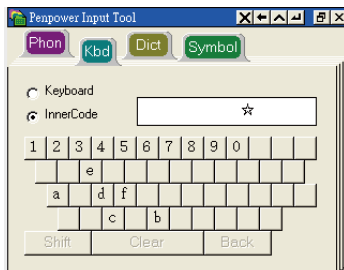 Penpower Input Tool
Phon Kbd Dict Symbol
Keyboard
InnerCode
☆
1 2 3 4 5 6 7 8 9 0
e
a d f
c b
Shift Clear Back